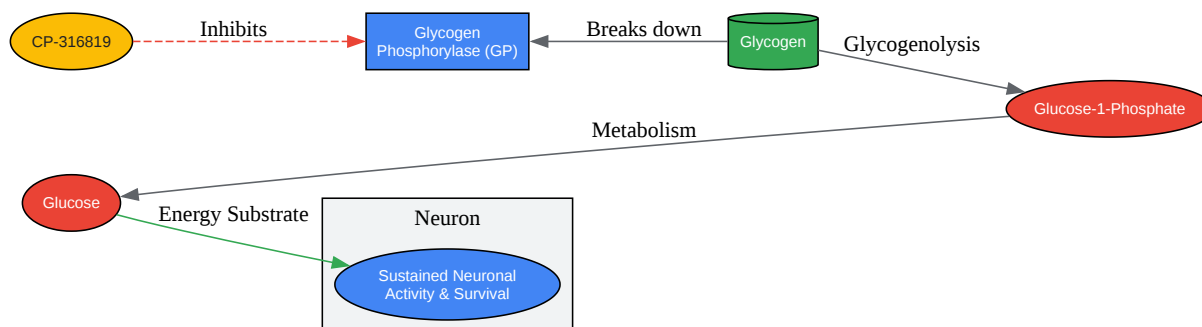 CP-316819
Inhibits
Glycogen
Phosphorylase (GP)
Breaks down
Glycogen
Glycogenolysis
Glucose-1-Phosphate
Metabolism
Glucose
Energy Substrate
Neuron
Sustained Neuronal
Activity & Survival